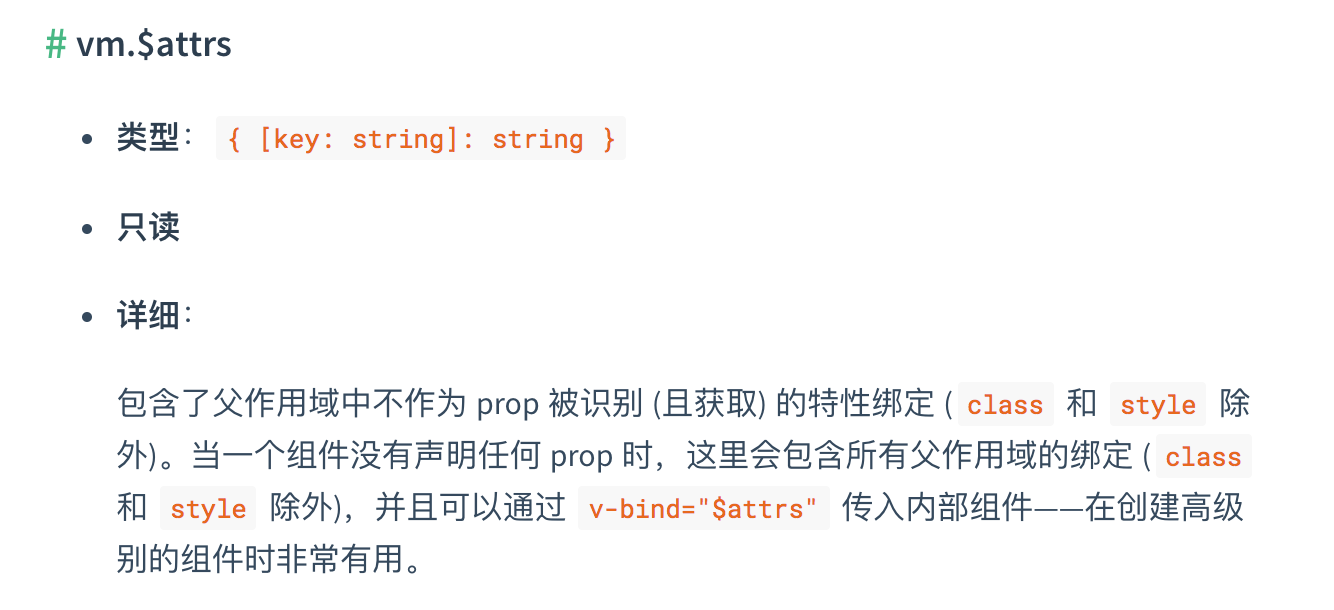 # vm.$attrs
类型： { [key: string]: string }
只读
详细：
包含了父作用域中不作为 prop 被识别 (且获取) 的特性绑定 ( class 和 style 除
外)。当一个组件没有声明任何 prop 时，这里会包含所有父作用域的绑定 ( class
和 style 除外)，并且可以通过 v-bind="$attrs" 传入内部组件——在创建高级
别的组件时非常有用。